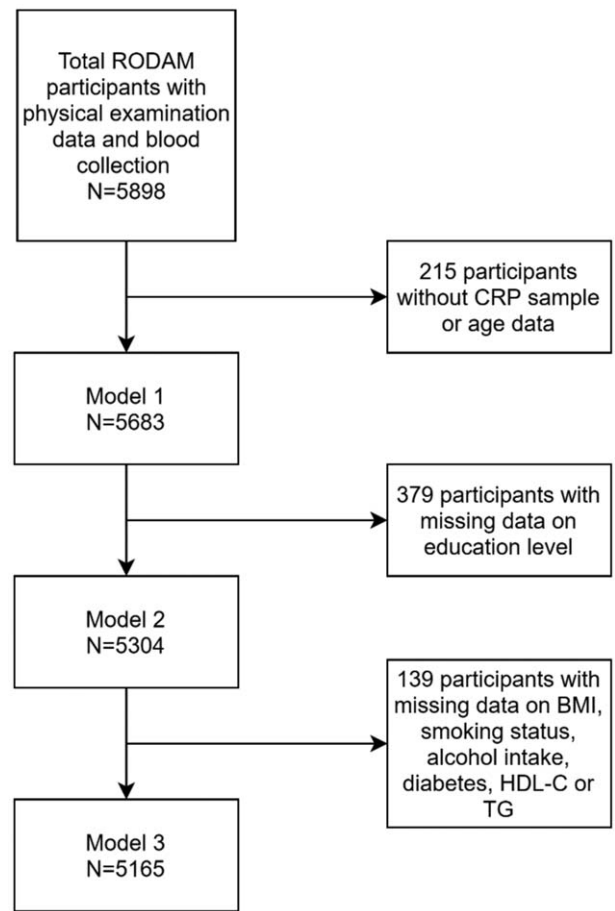 Total RODAM
participants with
physical examination
data and blood
collection
N=5898
215 participants
without CRP sample
or age data
Model 1
N=5683
379 participants with
missing data on
education level
Model 2
N=5304
139 participants with
missing data on BMI,
smoking status,
alcohol intake,
diabetes, HDL-C or
TG
Model 3
N=5165